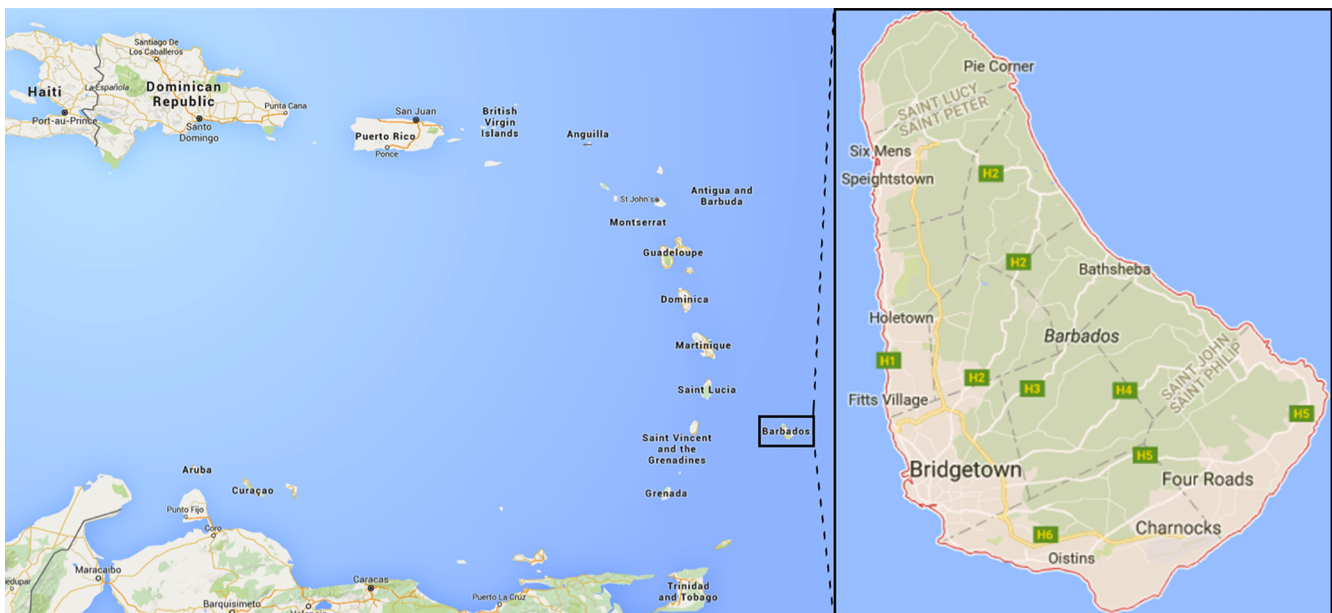 Santiago De
Los Caballeros
Haiti
La Española
Dominican
Republic
Port-au-Prince
Santo
Domingo
Punta Cana
San Juan
Puerto Rico
Ponce
British
Virgin
Islands
Anguilla
St John's
Antigua and
Barbuda
Montserrat
Guadeloupe
Dominica
Martinique
Saint Lucia
Barbados
Saint Vincent
and the
Grenadines
Grenada
Aruba
Curaçao
Punto Fijo
Coro
Maracaibo
Barquisimeto
Caracas
Puerto La Cruz
Trinidad
and Tobago
Pie Corner
SAINT LUCY
SAINT PETER
Six Mens
Speightstown
H2
H2
Bathsheba
Holetown
Barbados
H1
H2
H3
H4
SAINT JOHN
SAINT PHILIP
Fitts Village
H5
H5
Bridgetown
Four Roads
Charnocks
H6
Oistins